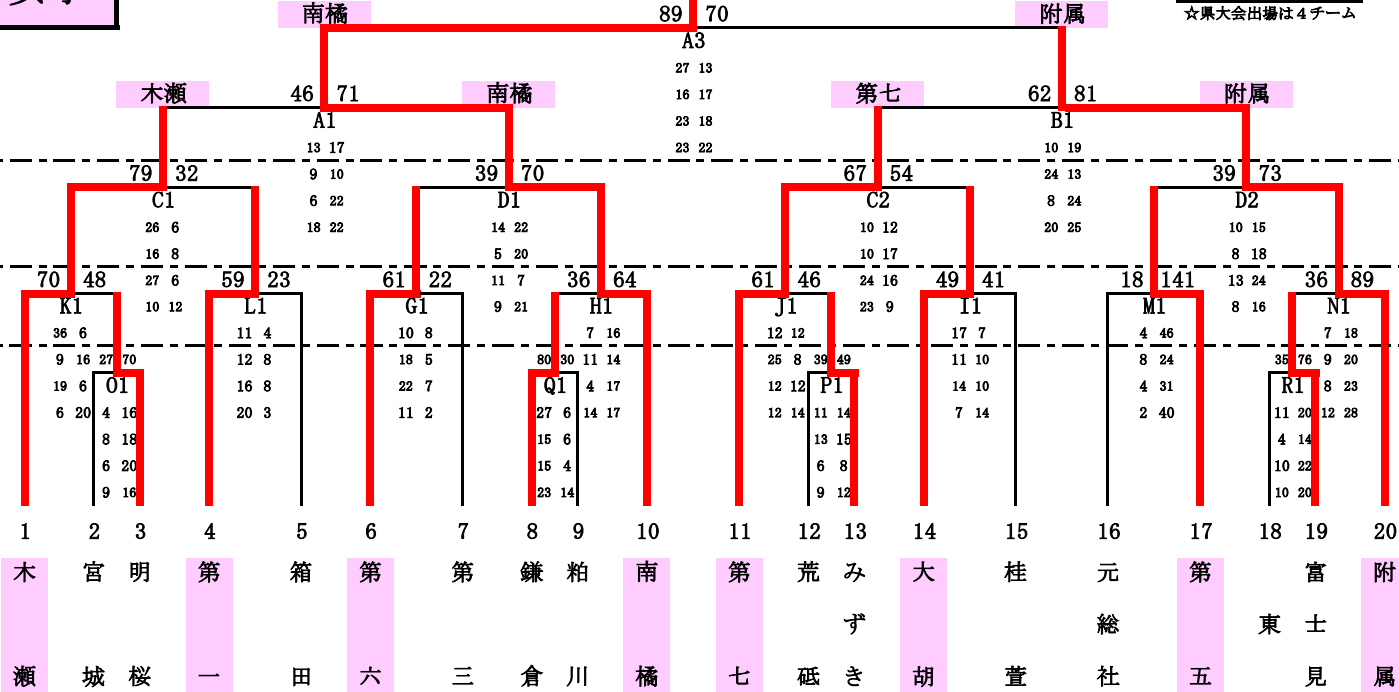 ☆県大会出場は４チーム
南橘 89 70 附属
A3
27 13
16 17
23 18
23 22
木瀬 46 71 南橘 第七 62 81 附属
A1 B1
13 17 10 19
9 10 24 13
6 22 8 24
18 22 20 25
79 32 39 70 67 54 39 73
C1 D1 C2 D2
26 6 14 22 10 12 10 15
16 8 5 20 10 17 8 18
27 6 11 7 24 16 13 24
10 12 9 21 23 9 8 16
70 48 59 23 61 22 36 64 61 46 49 41 18 141 36 89
K1 L1 G1 H1 J1 I1 M1 N1
36 6 11 4 10 8 7 16 12 12 17 7 4 46 7 18
9 16 12 8 18 5 11 14 25 8 11 10 8 24 9 20
19 6 16 8 22 7 4 17 12 12 14 10 4 31 8 23
6 20 20 3 11 2 14 17 12 14 7 14 2 40 12 28
27 70 80 30 39 49 35 76
O1 Q1 P1 R1
4 16 27 6 11 14 11 20
8 18 15 6 13 15 4 14
6 20 15 4 6 8 10 22
9 16 23 14 9 12 10 20
1 2 3 4 5 6 7 8 9 10 11 12 13 14 15 16 17 18 19 20
木瀬
宮城
明桜
第一
箱田
第六
第三
鎌倉
粕川
南橘
第七
荒砥
みずき
大胡
桂萱
元総社
第五
東
富士見
附属